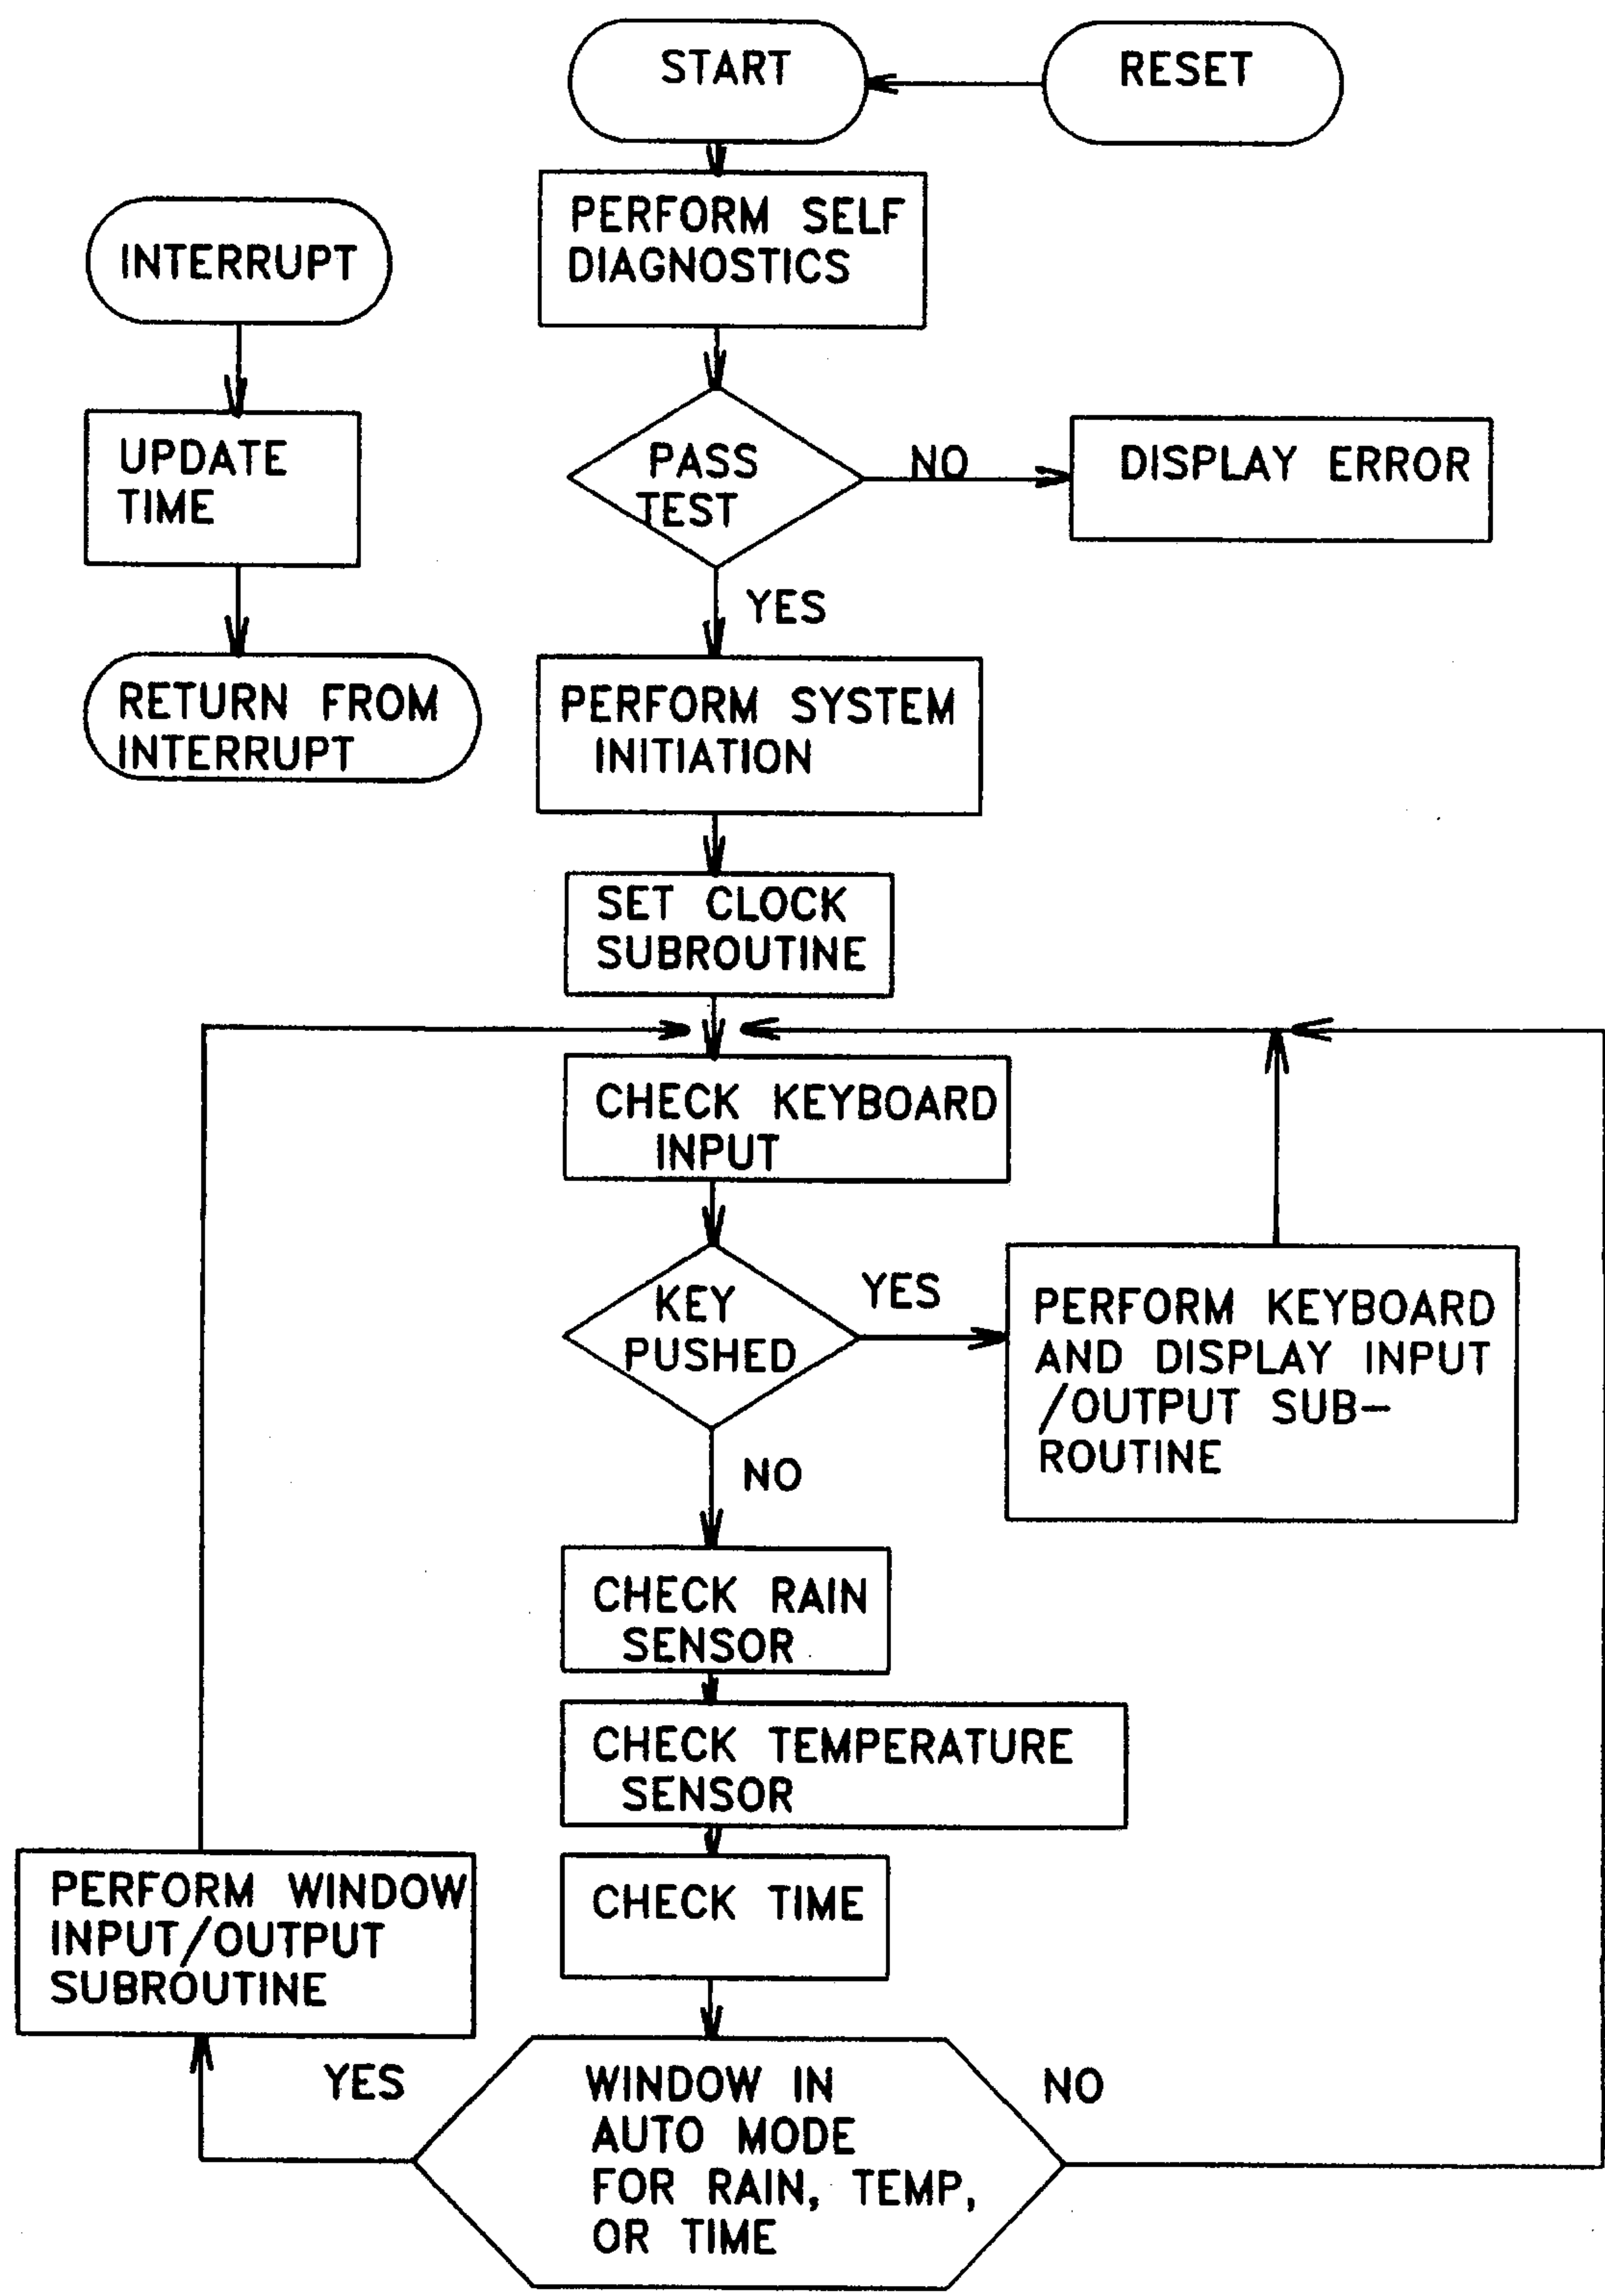 START
RESET
PERFORM SELF
DIAGNOSTICS
INTERRUPT
UPDATE
TIME
PASS
TEST
NO
DISPLAY ERROR
YES
RETURN FROM
INTERRUPT
PERFORM SYSTEM
INITIATION
SET CLOCK
SUBROUTINE
CHECK KEYBOARD
INPUT
KEY
PUSHED
YES
PERFORM KEYBOARD
AND DISPLAY INPUT
/OUTPUT SUB-
ROUTINE
NO
CHECK RAIN
SENSOR
CHECK TEMPERATURE
SENSOR
CHECK TIME
PERFORM WINDOW
INPUT/OUTPUT
SUBROUTINE
YES
WINDOW IN
AUTO MODE
FOR RAIN, TEMP,
OR TIME
NO